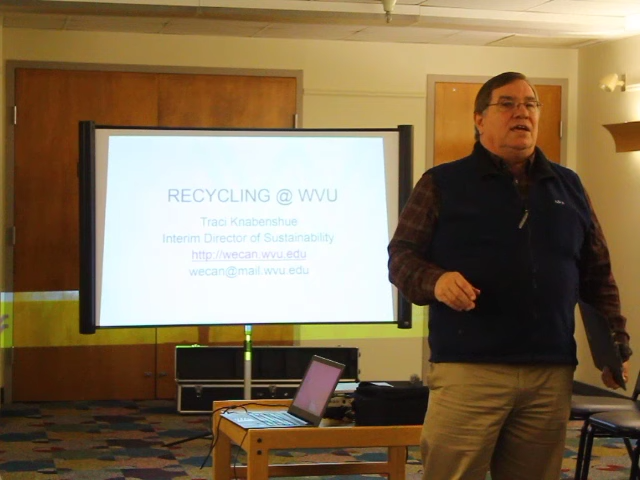 RECYCLING @ WVU
Traci Knabenshue
Interim Director of Sustainability
http://wecan.wvu.edu
wecan@mail.wvu.edu